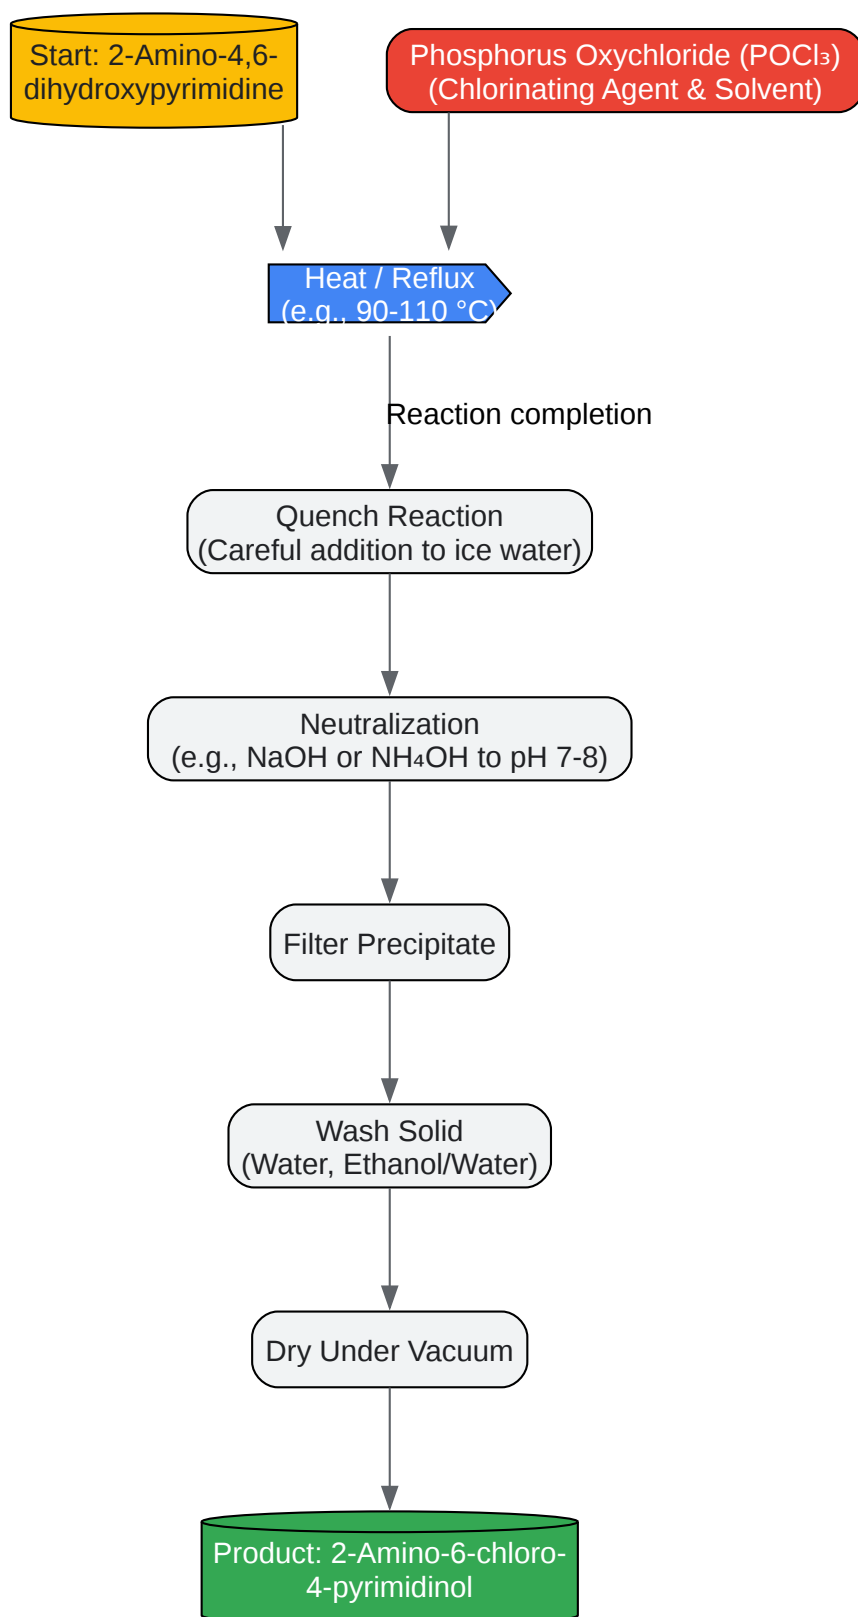 Start: 2-Amino-4,6-
dihydroxypyrimidine
Phosphorus Oxychloride (POCl₃)
(Chlorinating Agent & Solvent)
Heat / Reflux
(e.g., 90-110 °C)
Reaction completion
Quench Reaction
(Careful addition to ice water)
Neutralization
(e.g., NaOH or NH₄OH to pH 7-8)
Filter Precipitate
Wash Solid
(Water, Ethanol/Water)
Dry Under Vacuum
Product: 2-Amino-6-chloro-
4-pyrimidinol